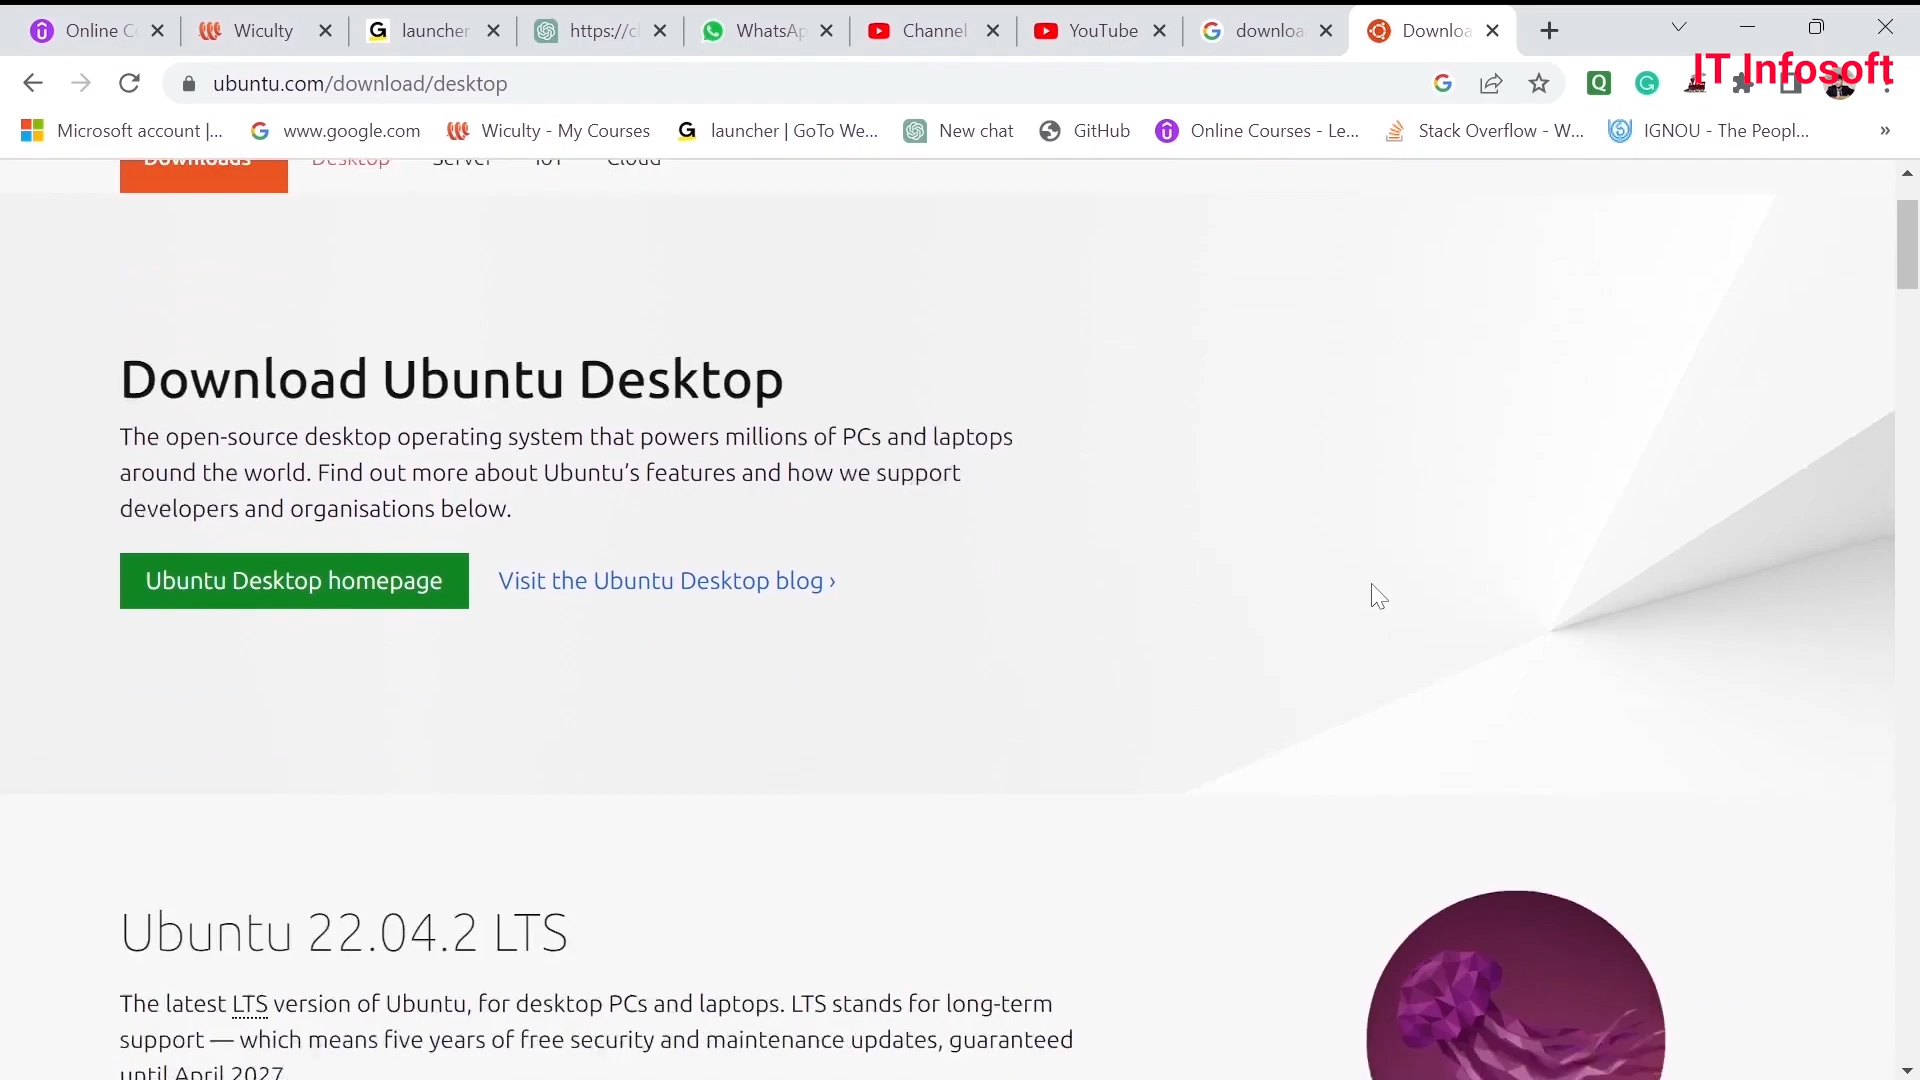 Online C
Wiculty
launcher
https://cl
WhatsAp
Channel
YouTube
downloa
Downloa
IT Infosoft
ubuntu.com/download/desktop
Microsoft account |...
www.google.com
Wiculty - My Courses
launcher | GoTo We...
New chat
GitHub
Online Courses - Le...
Stack Overflow - W...
IGNOU - The Peopl...
»
Downloads
Desktop
Server
IoT
Cloud
Download Ubuntu Desktop
The open-source desktop operating system that powers millions of PCs and laptops
around the world. Find out more about Ubuntu’s features and how we support
developers and organisations below.
Ubuntu Desktop homepage
Visit the Ubuntu Desktop blog ›
Ubuntu 22.04.2 LTS
The latest LTS version of Ubuntu, for desktop PCs and laptops. LTS stands for long-term
support — which means five years of free security and maintenance updates, guaranteed
until April 2027.